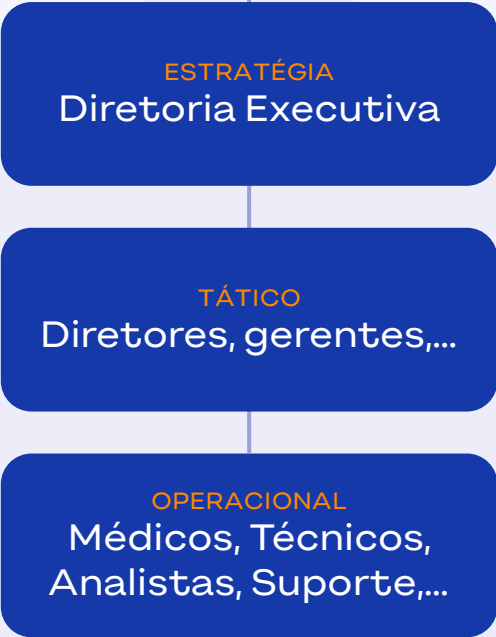 ESTRATÉGIA
Diretoria Executiva
TÁTICO
Diretores, gerentes,...
OPERACIONAL
Médicos, Técnicos,
Analistas, Suporte,...